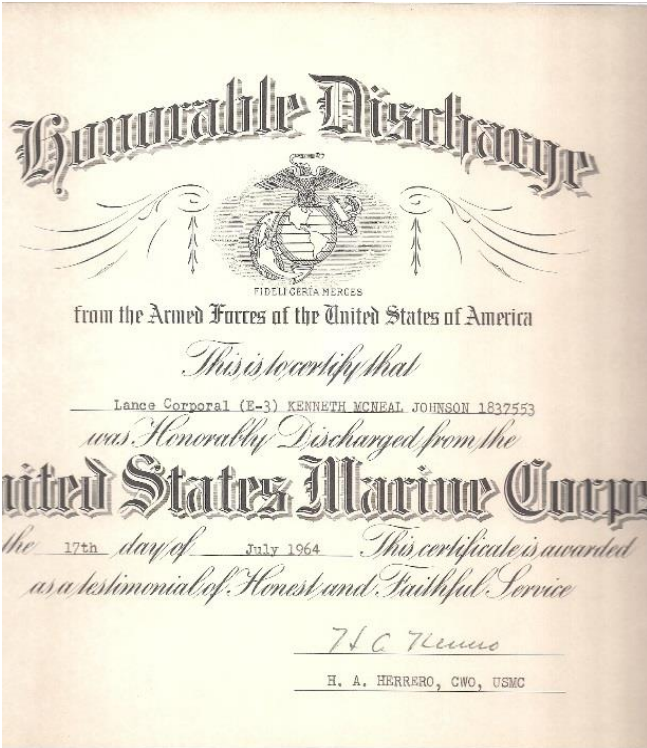 Honorable Discharge
FIDELI CERTA MERCES
from the Armed Forces of the United States of America
This is to certify that
Lance Corporal (E-3) KENNETH MCNEAL JOHNSON 1837553
was Honorably Discharged from the
nited States Marine Corps
the 17th day of July 1964 This certificate is awarded
as a testimonial of Honest and Faithful Service
H A Herrero
H. A. HERRERO, CWO, USMC